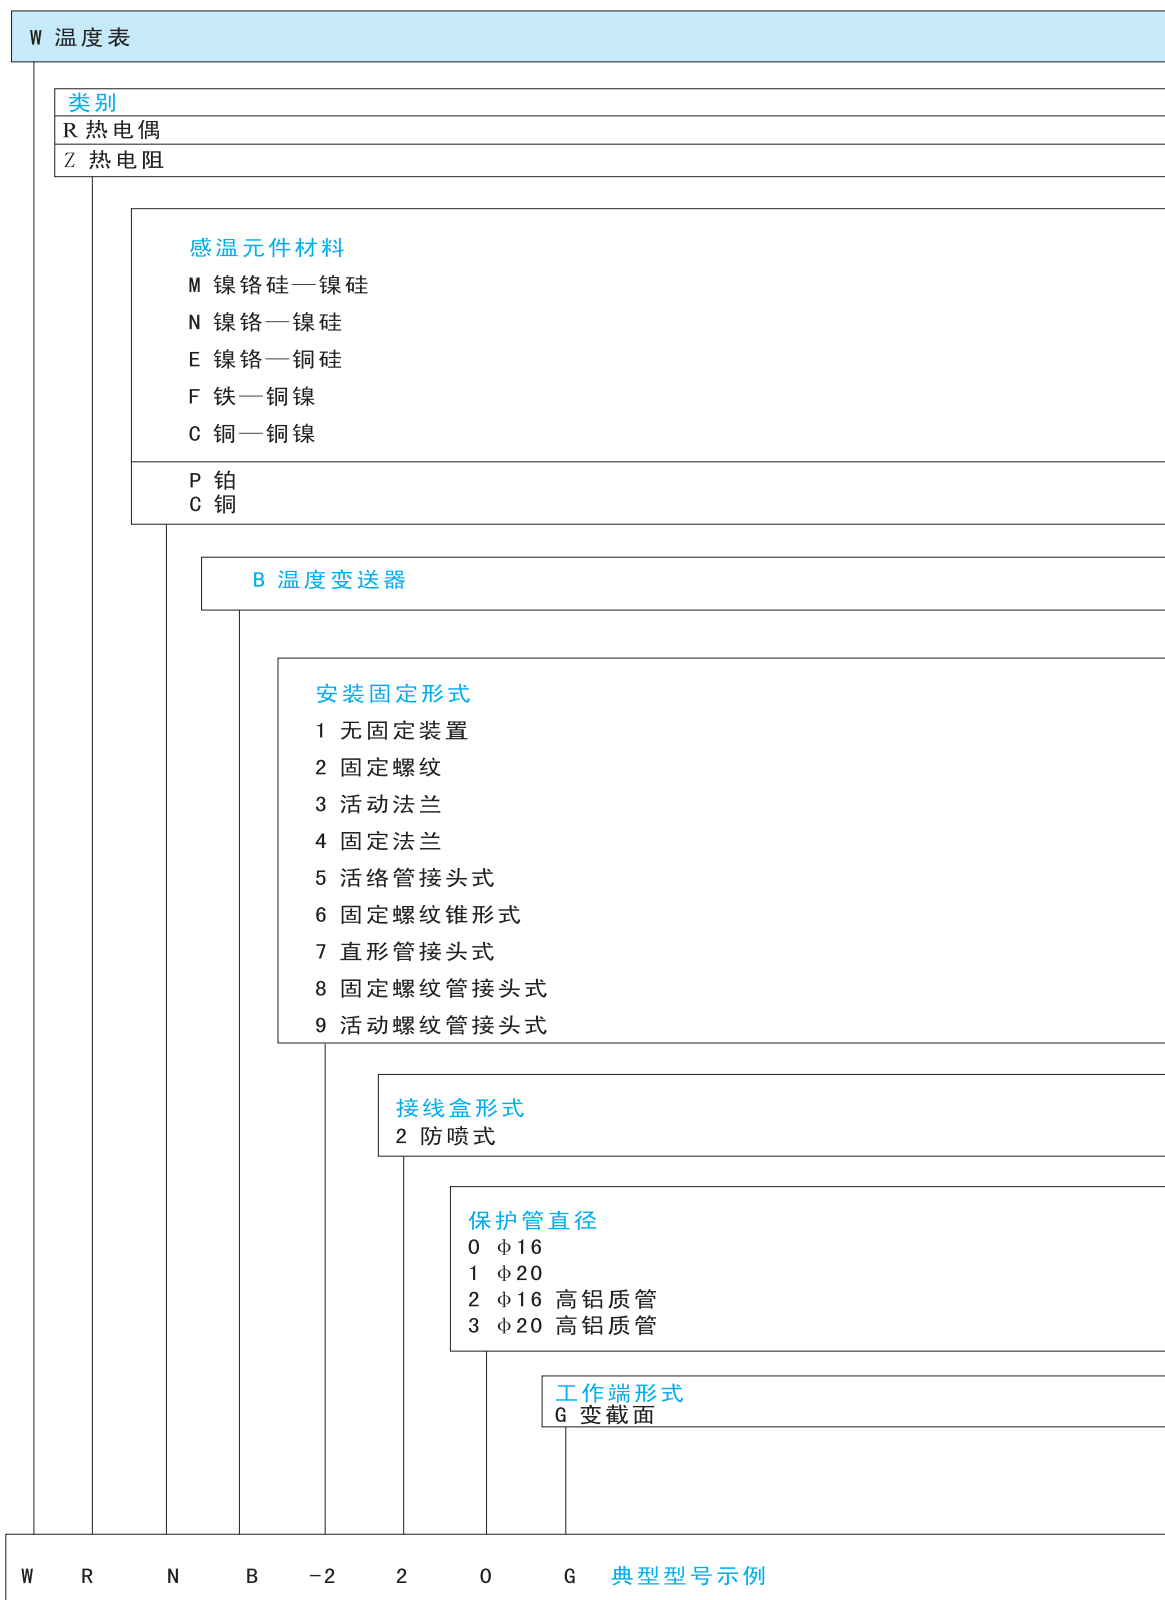 W 温度表
类别
R 热电偶
Z 热电阻
感温元件材料
M 镍铬硅—镍硅
N 镍铬—镍硅
E 镍铬—铜硅
F 铁—铜镍
C 铜—铜镍
P 铂
C 铜
B 温度变送器
安装固定形式
1 无固定装置
2 固定螺纹
3 活动法兰
4 固定法兰
5 活络管接头式
6 固定螺纹锥形式
7 直形管接头式
8 固定螺纹管接头式
9 活动螺纹管接头式
接线盒形式
2 防喷式
保护管直径
0 φ16
1 φ20
2 φ16 高铝质管
3 φ20 高铝质管
工作端形式
G 变截面
W R N B -2 2 0 G 典型型号示例